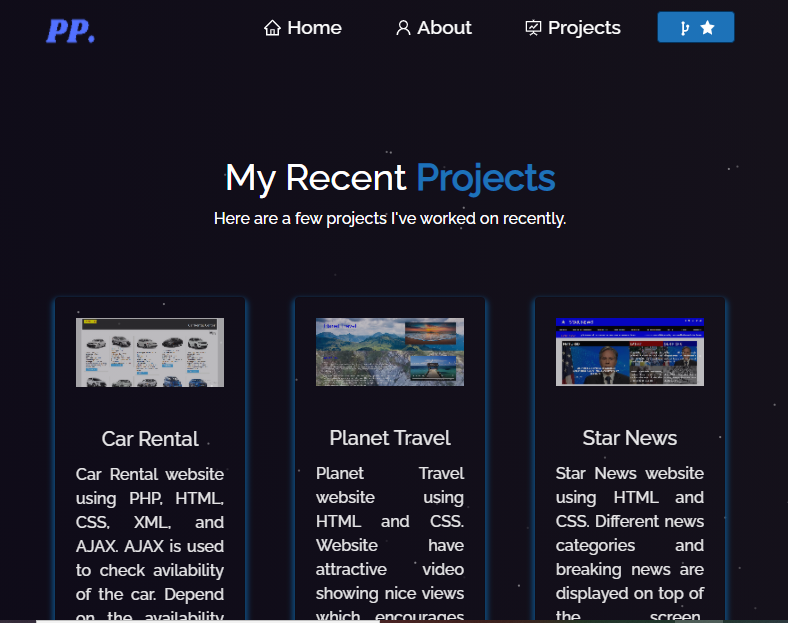 PP.
Home
About
Projects
My Recent Projects
Here are a few projects I've worked on recently.
Car Rental
Car Rental website
using PHP, HTML,
CSS, XML, and
AJAX. AJAX is used
to check avilability
of the car. Depend
on the availability
Planet Travel
Planet Travel
Planet Travel
website using
HTML and CSS.
Website have
attractive video
showing nice views
which encourages
STAR NEWS
Star News
Star News website
using HTML and
CSS. Different news
categories and
breaking news are
displayed on top of
the screen.